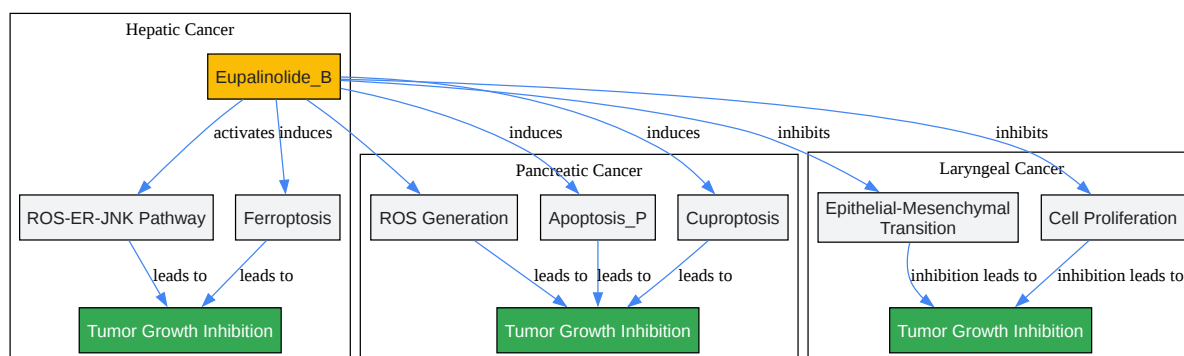 Hepatic Cancer
Eupalinolide_B
activates
induces
induces
induces
inhibits
inhibits
Pancreatic Cancer
Laryngeal Cancer
ROS-ER-JNK Pathway
Ferroptosis
ROS Generation
Apoptosis_P
Cuproptosis
Epithelial-Mesenchymal
Transition
Cell Proliferation
leads to
leads to
leads to
leads to
leads to
inhibition leads to
inhibition leads to
Tumor Growth Inhibition
Tumor Growth Inhibition
Tumor Growth Inhibition